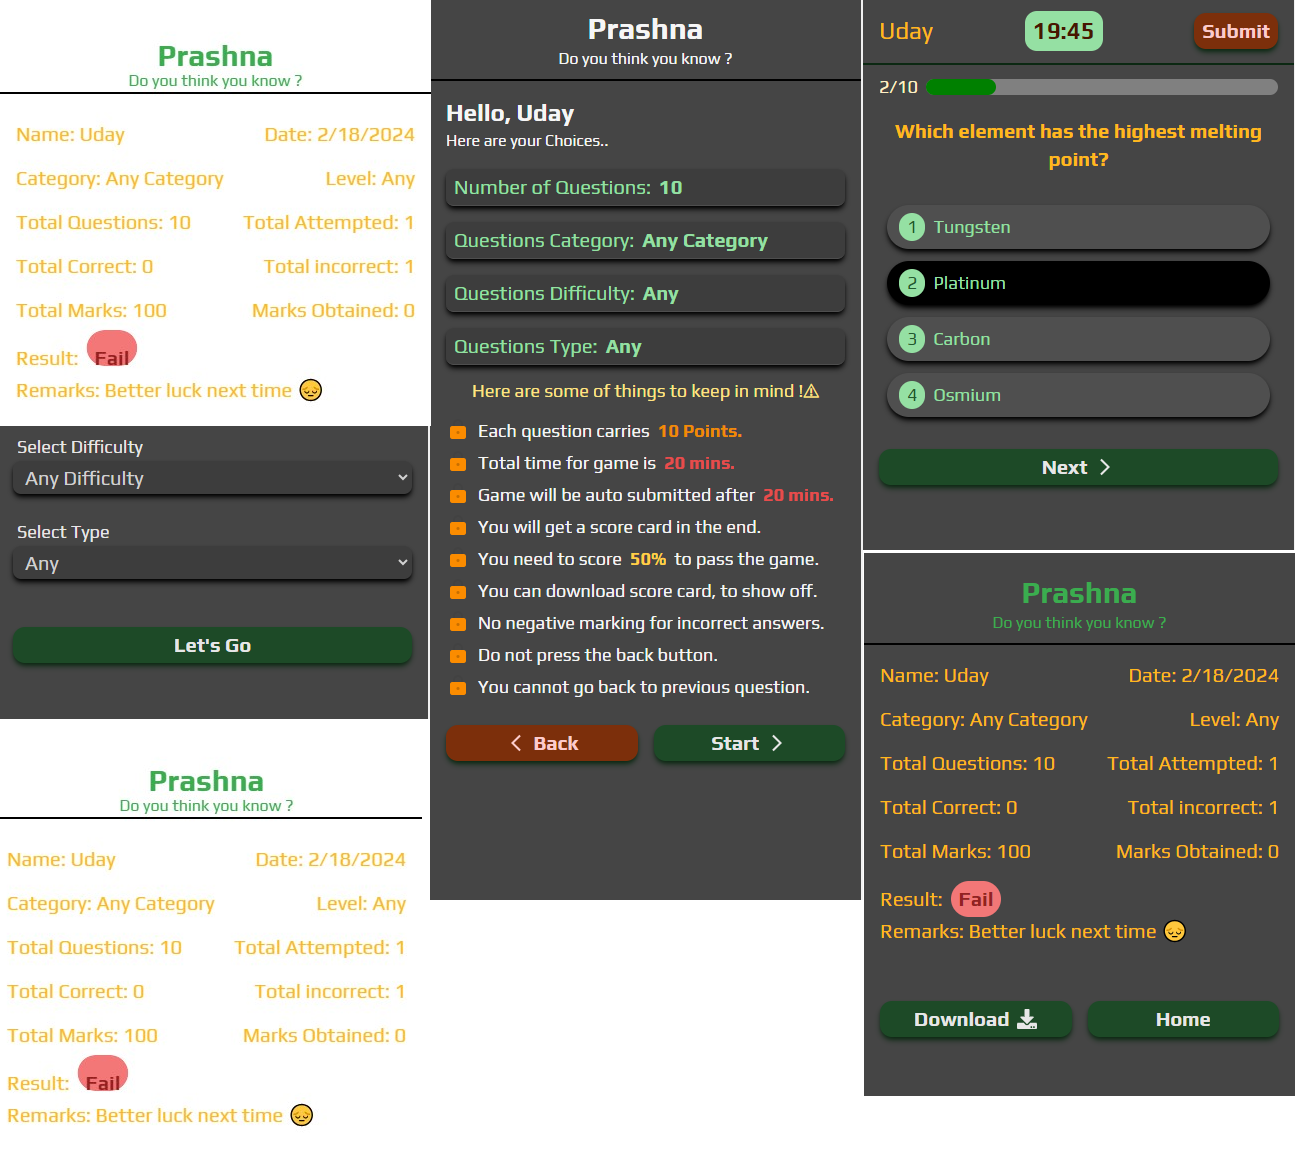 Prashna
Do you think you know ?
Name: Uday
Date: 2/18/2024
Category: Any Category
Level: Any
Total Questions: 10
Total Attempted: 1
Total Correct: 0
Total incorrect: 1
Total Marks: 100
Marks Obtained: 0
Result: Fail
Remarks: Better luck next time 😔
Select Difficulty
Any Difficulty
Select Type
Any
Let's Go
Prashna
Do you think you know ?
Name: Uday
Date: 2/18/2024
Category: Any Category
Level: Any
Total Questions: 10
Total Attempted: 1
Total Correct: 0
Total incorrect: 1
Total Marks: 100
Marks Obtained: 0
Result: Fail
Remarks: Better luck next time 😔
Prashna
Do you think you know ?
Hello, Uday
Here are your Choices..
Number of Questions: 10
Questions Category: Any Category
Questions Difficulty: Any
Questions Type: Any
Here are some of things to keep in mind !⚠
Each question carries 10 Points.
Total time for game is 20 mins.
Game will be auto submitted after 20 mins.
You will get a score card in the end.
You need to score 50% to pass the game.
You can download score card, to show off.
No negative marking for incorrect answers.
Do not press the back button.
You cannot go back to previous question.
Back
Start
Uday
19:45
Submit
2/10
Which element has the highest melting
point?
1 Tungsten
2 Platinum
3 Carbon
4 Osmium
Next
Prashna
Do you think you know ?
Name: Uday
Date: 2/18/2024
Category: Any Category
Level: Any
Total Questions: 10
Total Attempted: 1
Total Correct: 0
Total incorrect: 1
Total Marks: 100
Marks Obtained: 0
Result: Fail
Remarks: Better luck next time 😔
Download
Home